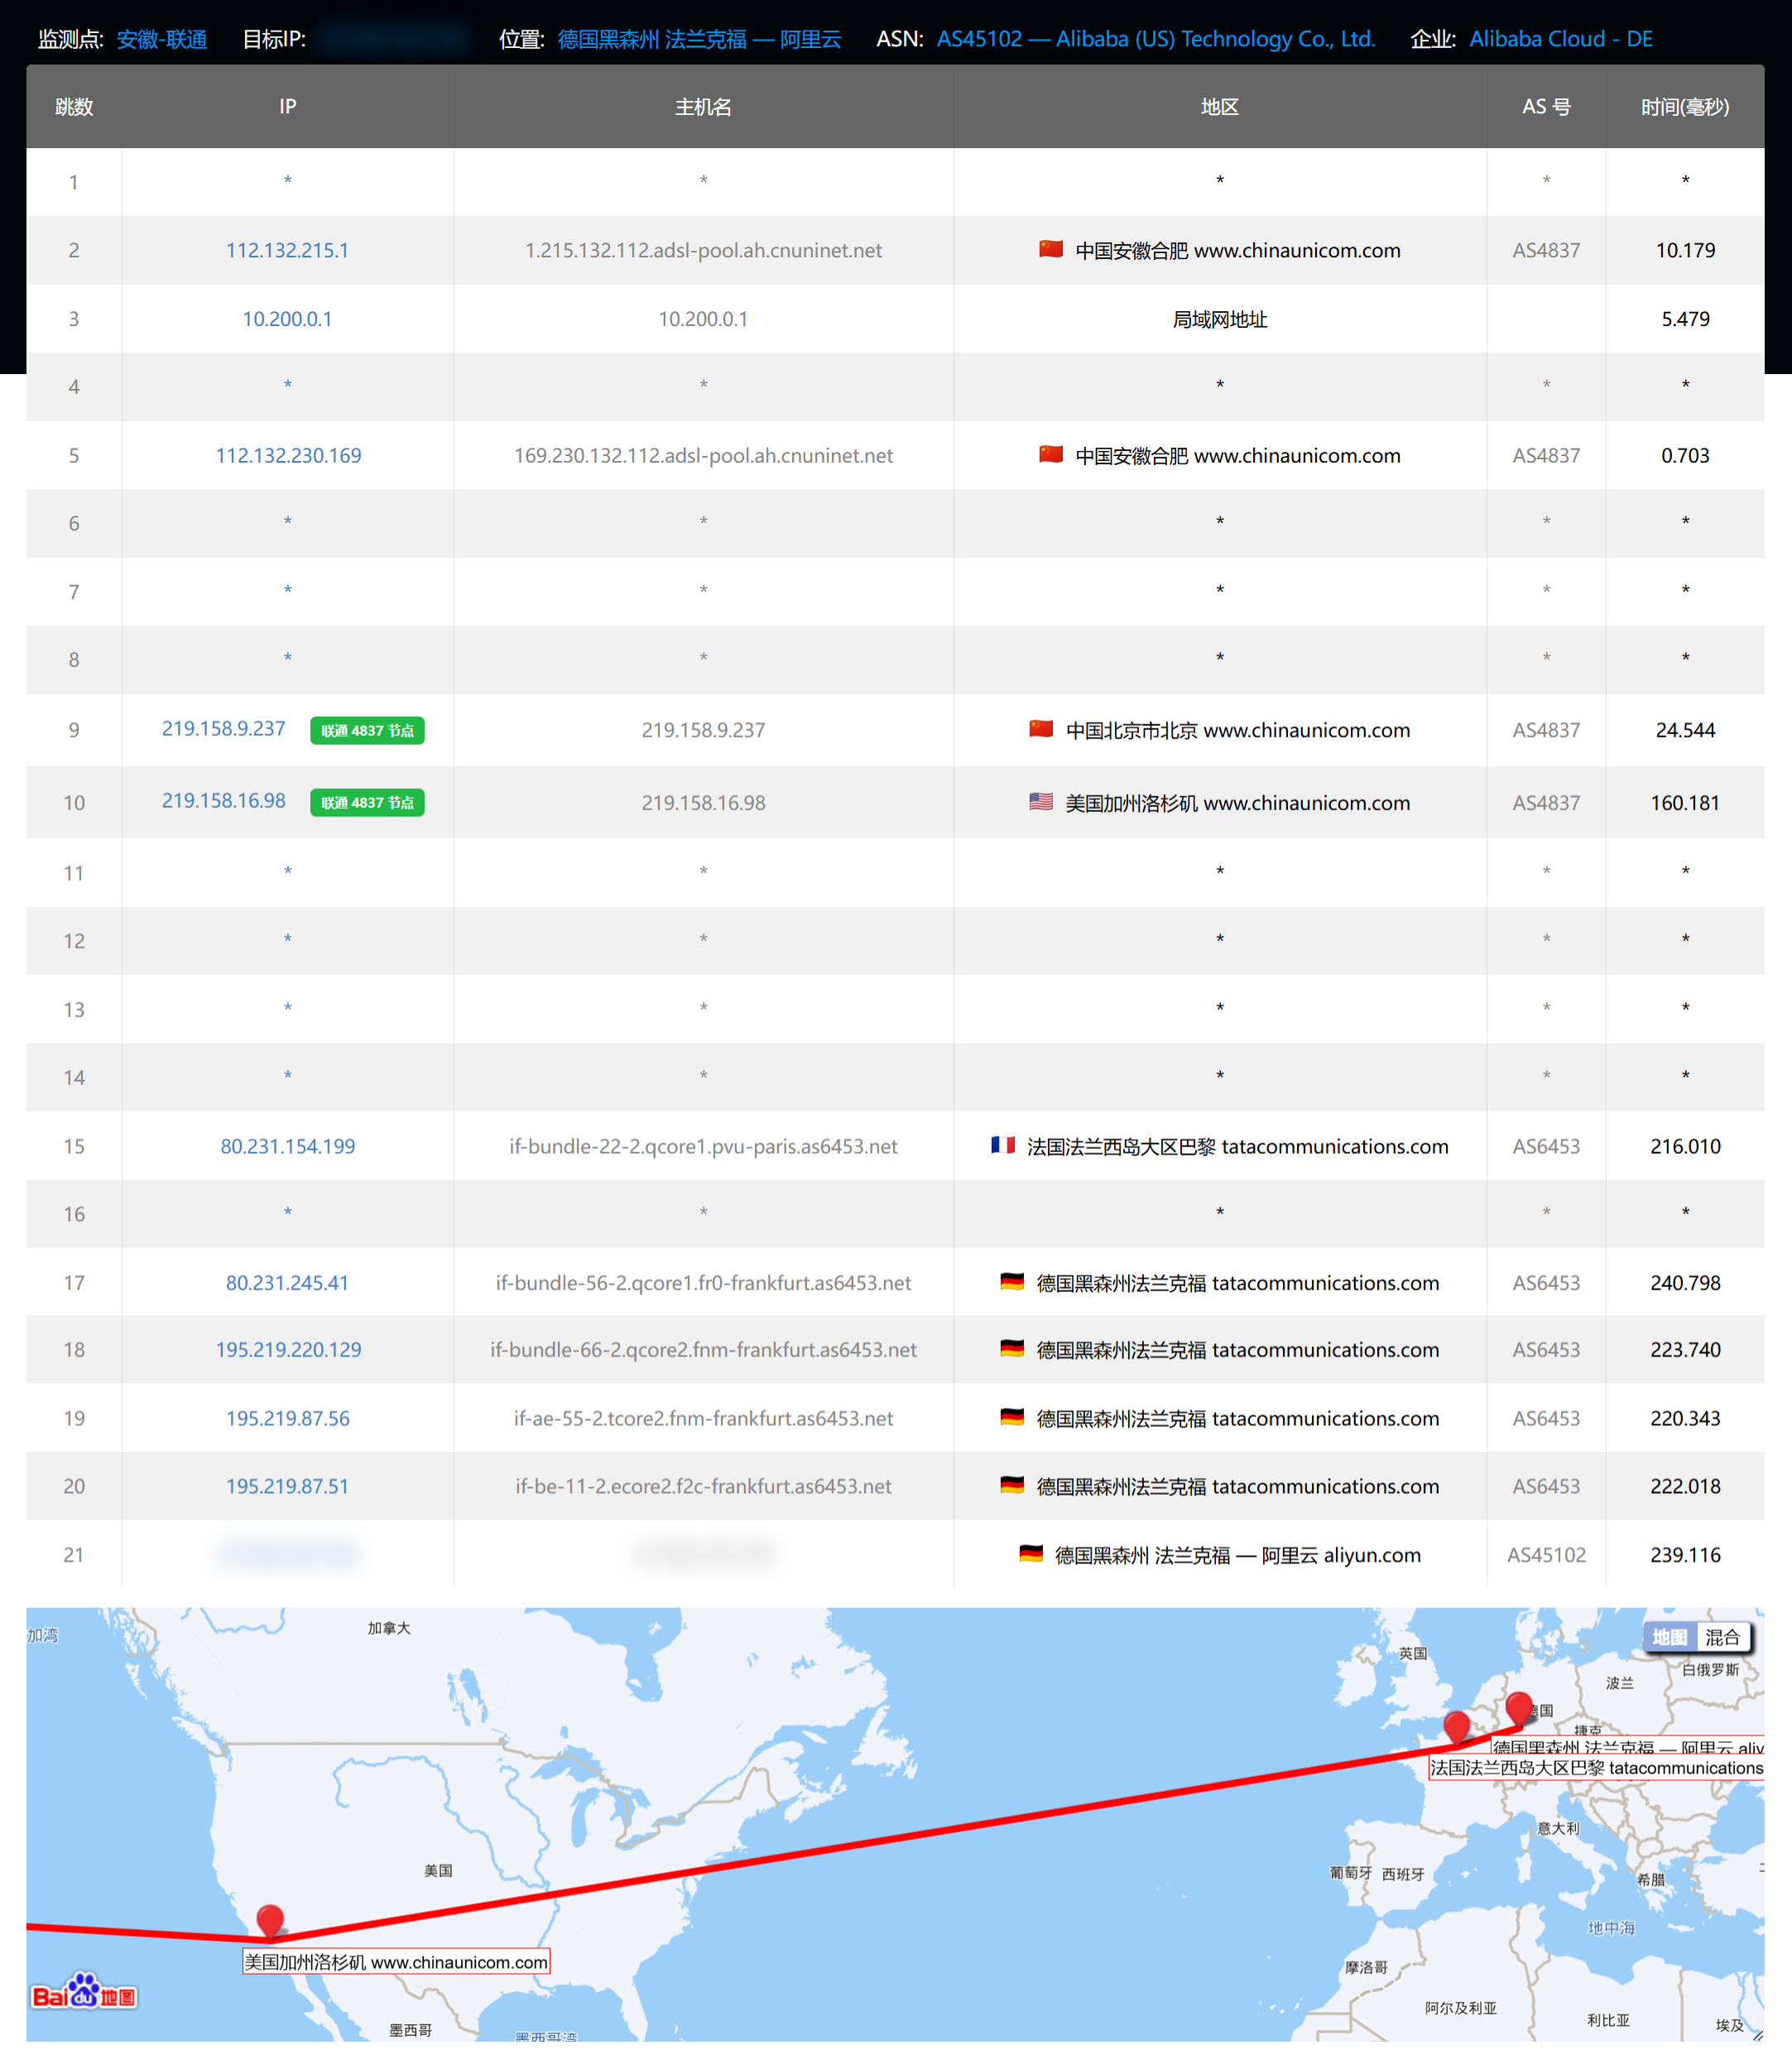 监测点: 安徽-联通 目标IP: 位置: 德国黑森州 法兰克福 — 阿里云 ASN: AS45102 — Alibaba (US) Technology Co., Ltd. 企业: Alibaba Cloud - DE
跳数 IP 主机名 地区 AS 号 时间(毫秒)
1 * * * * *
2 112.132.215.1 1.215.132.112.adsl-pool.ah.cnuninet.net 中国安徽合肥 www.chinaunicom.com AS4837 10.179
3 10.200.0.1 10.200.0.1 局域网地址 5.479
4 * * * * *
5 112.132.230.169 169.230.132.112.adsl-pool.ah.cnuninet.net 中国安徽合肥 www.chinaunicom.com AS4837 0.703
6 * * * * *
7 * * * * *
8 * * * * *
9 219.158.9.237 联通 4837 节点 219.158.9.237 中国北京市北京 www.chinaunicom.com AS4837 24.544
10 219.158.16.98 联通 4837 节点 219.158.16.98 美国加州洛杉矶 www.chinaunicom.com AS4837 160.181
11 * * * * *
12 * * * * *
13 * * * * *
14 * * * * *
15 80.231.154.199 if-bundle-22-2.qcore1.pvu-paris.as6453.net 法国法兰西岛大区巴黎 tatacommunications.com AS6453 216.010
16 * * * * *
17 80.231.245.41 if-bundle-56-2.qcore1.fr0-frankfurt.as6453.net 德国黑森州法兰克福 tatacommunications.com AS6453 240.798
18 195.219.220.129 if-bundle-66-2.qcore2.fnm-frankfurt.as6453.net 德国黑森州法兰克福 tatacommunications.com AS6453 223.740
19 195.219.87.56 if-ae-55-2.tcore2.fnm-frankfurt.as6453.net 德国黑森州法兰克福 tatacommunications.com AS6453 220.343
20 195.219.87.51 if-be-11-2.ecore2.f2c-frankfurt.as6453.net 德国黑森州法兰克福 tatacommunications.com AS6453 222.018
21 德国黑森州 法兰克福 — 阿里云 aliyun.com AS45102 239.116
加湾
加拿大
地图 混合
英国
白俄罗斯
波兰
德国
捷克
德国黑森州 法兰克福 — 阿里云 aliy
法国法兰西岛大区巴黎 tatacommunications
意大利
美国
葡萄牙 西班牙
希腊
地中海
美国加州洛杉矶 www.chinaunicom.com
摩洛哥
Bai du 地图
阿尔及利亚
利比亚
埃及
墨西哥
墨西哥湾